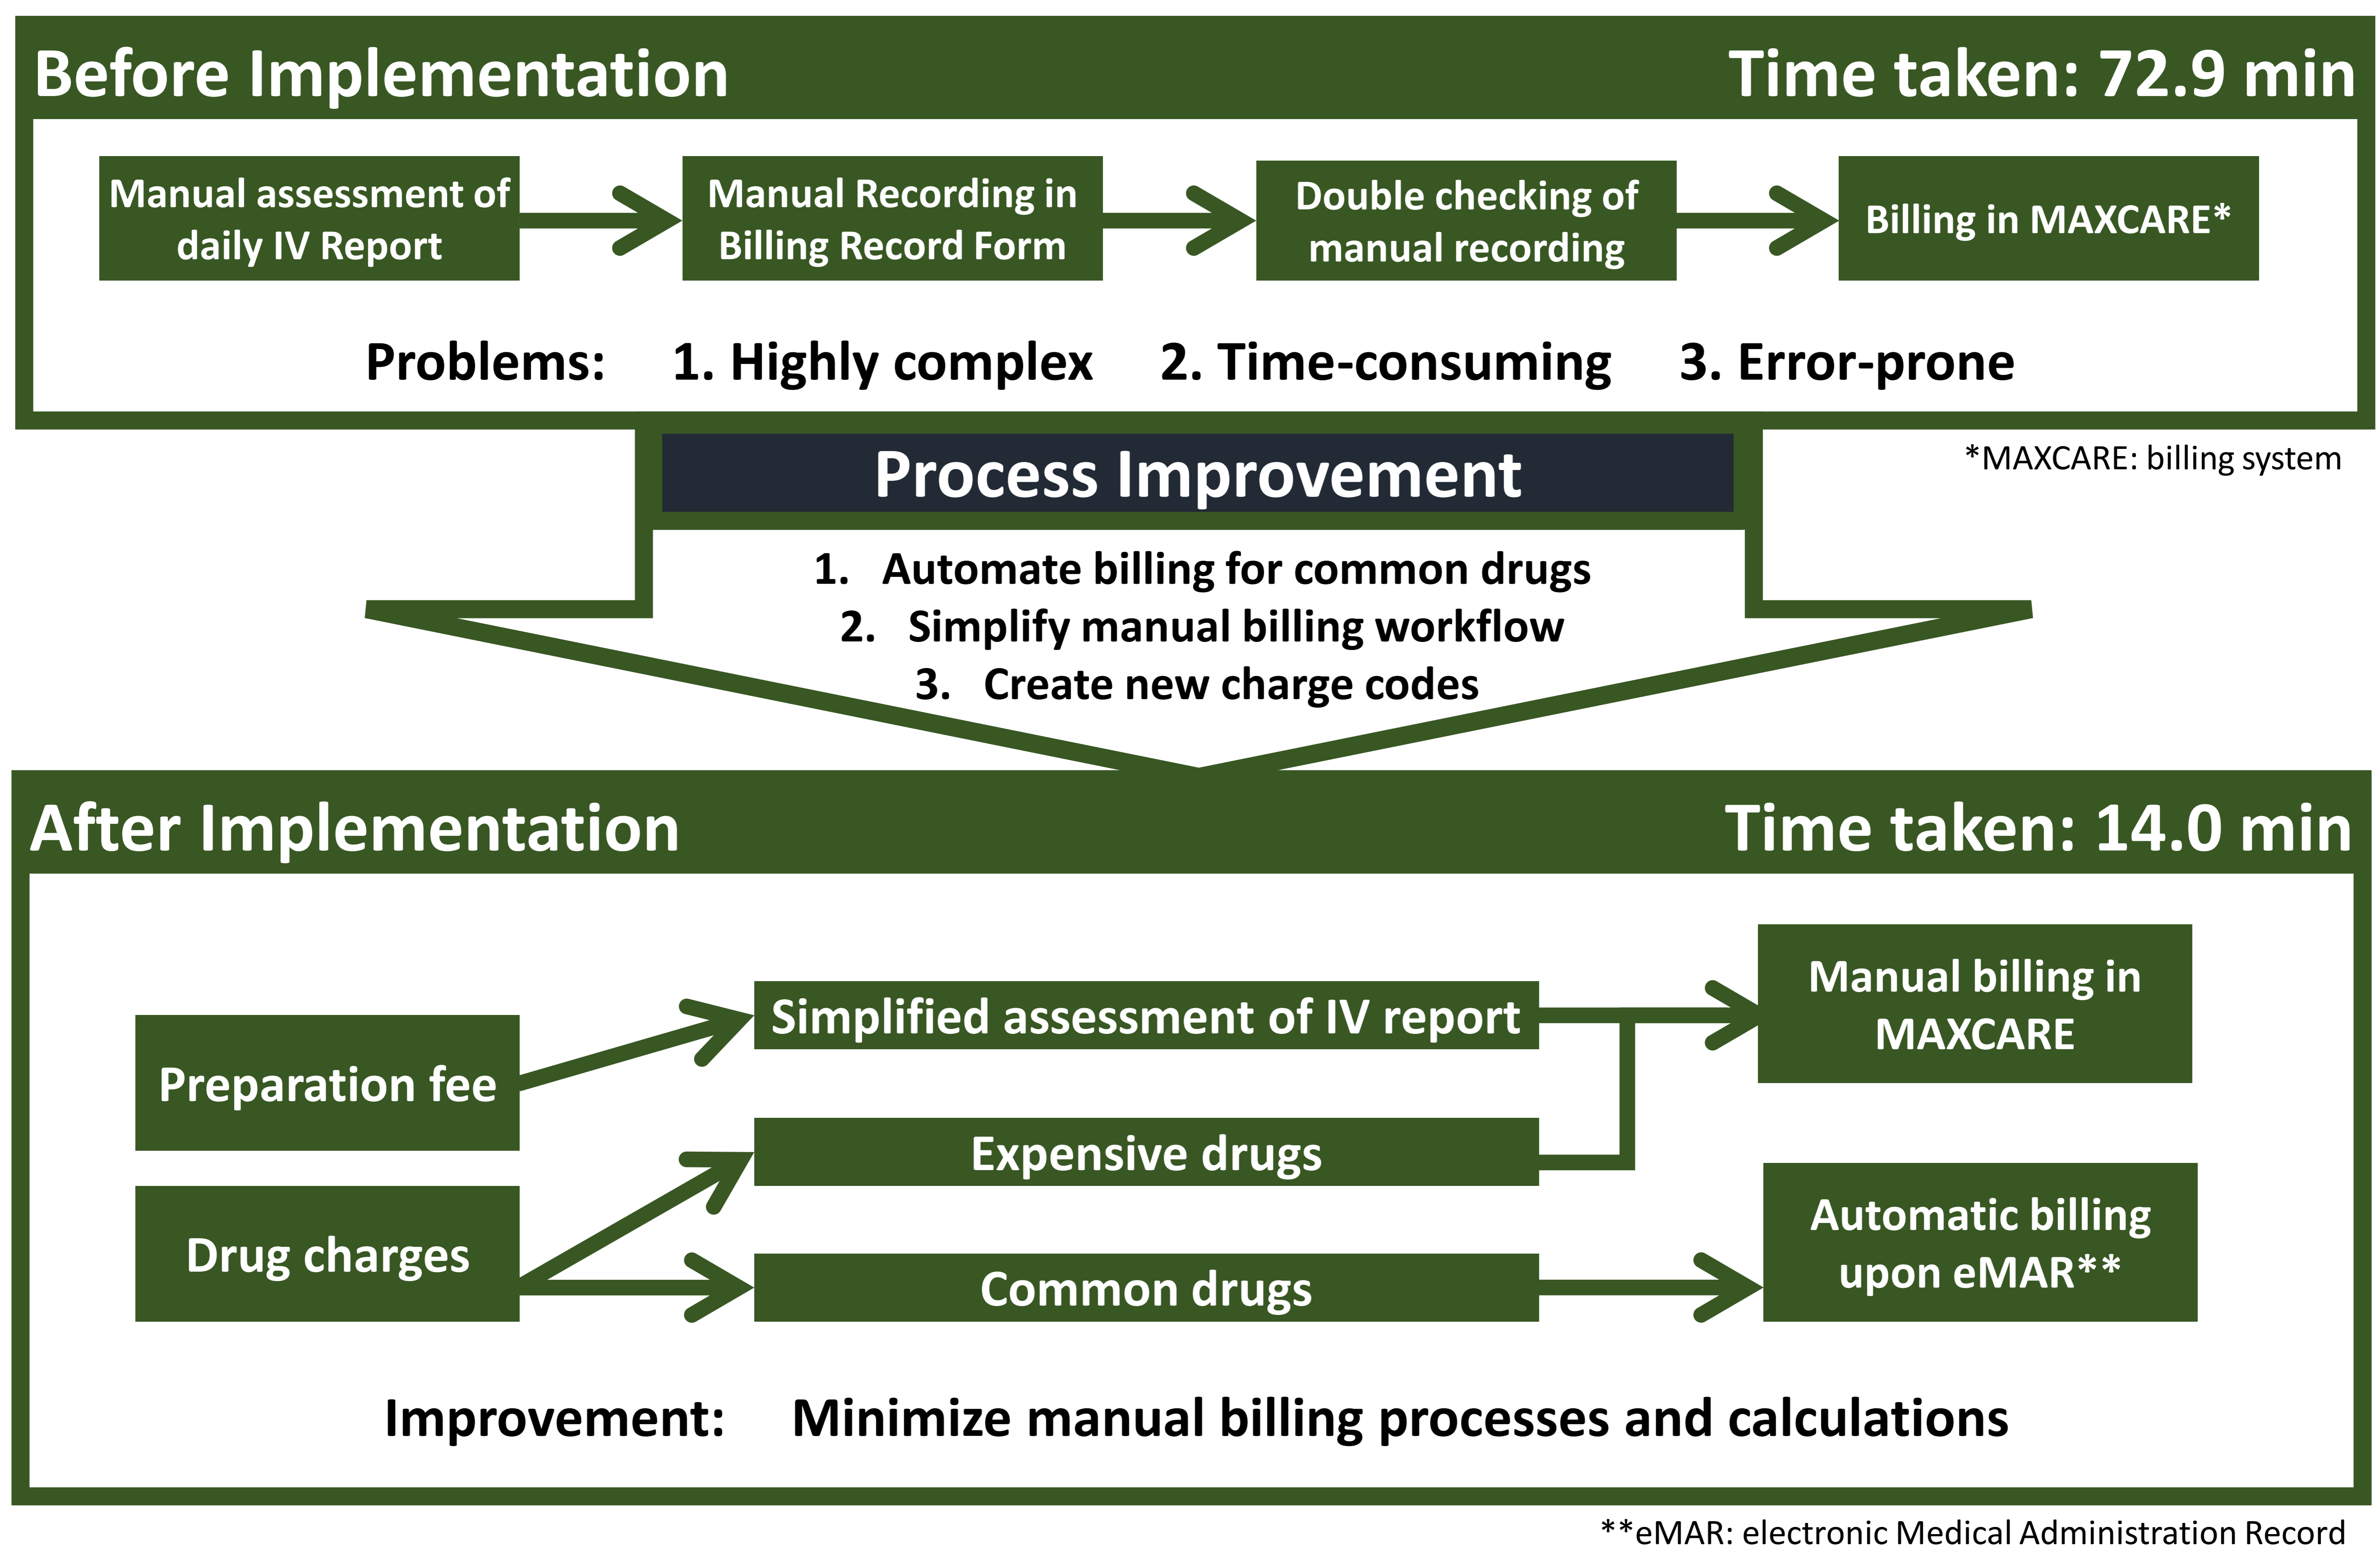 Before Implementation
Time taken: 72.9 min
Manual assessment of
daily IV Report
Manual Recording in
Billing Record Form
Double checking of
manual recording
Billing in MAXCARE*
Problems: 1. Highly complex 2. Time-consuming 3. Error-prone
*MAXCARE: billing system
Process Improvement
1. Automate billing for common drugs
2. Simplify manual billing workflow
3. Create new charge codes
After Implementation
Time taken: 14.0 min
Preparation fee
Drug charges
Simplified assessment of IV report
Expensive drugs
Common drugs
Manual billing in
MAXCARE
Automatic billing
upon eMAR**
Improvement: Minimize manual billing processes and calculations
**eMAR: electronic Medical Administration Record